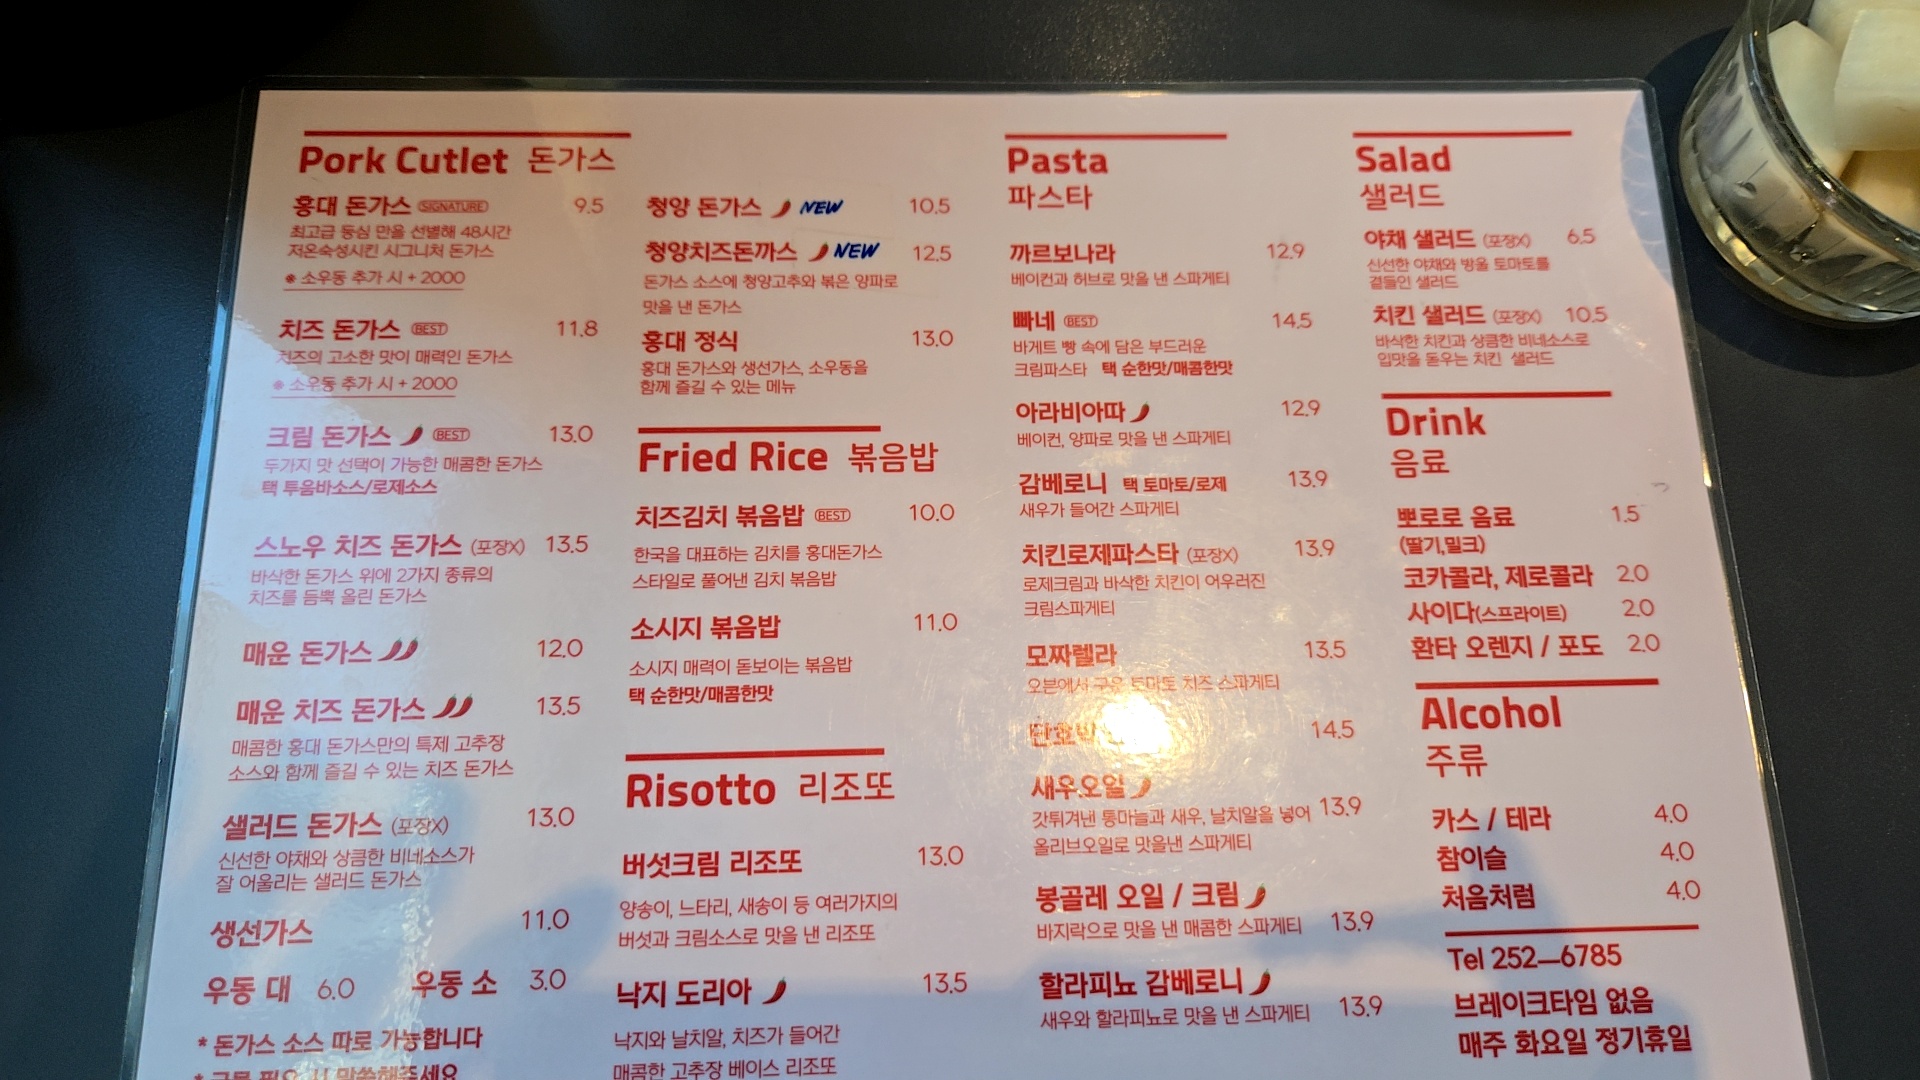 Pork Cutlet 돈가스
홍대 돈가스 SIGNATURE 9.5
최고급 등심 만을 선별해 48시간
저온숙성시킨 시그니처 돈가스
※ 소우동 추가 시 + 2000
치즈 돈가스 BEST 11.8
치즈의 고소한 맛이 매력인 돈가스
※ 소우동 추가 시 + 2000
크림 돈가스 BEST 13.0
두가지 맛 선택이 가능한 매콤한 돈가스
택 투움바소스/로제소스
스노우 치즈 돈가스 (포장X) 13.5
바삭한 돈가스 위에 2가지 종류의
치즈를 듬뿍 올린 돈가스
매운 돈가스 12.0
매운 치즈 돈가스 13.5
매콤한 홍대 돈가스만의 특제 고추장
소스와 함께 즐길 수 있는 치즈 돈가스
샐러드 돈가스 (포장X) 13.0
신선한 야채와 상큼한 비네소스가
잘 어울리는 샐러드 돈가스
생선가스 11.0
우동 대 6.0 우동 소 3.0
* 돈가스 소스 따로 가능합니다
청양 돈가스 NEW 10.5
청양치즈돈까스 NEW 12.5
돈가스 소스에 청양고추와 볶은 양파로
맛을 낸 돈가스
홍대 정식 13.0
홍대 돈가스와 생선가스, 소우동을
함께 즐길 수 있는 메뉴
Fried Rice 볶음밥
치즈김치 볶음밥 BEST 10.0
한국을 대표하는 김치를 홍대돈가스
스타일로 풀어낸 김치 볶음밥
소시지 볶음밥 11.0
소시지 매력이 돋보이는 볶음밥
택 순한맛/매콤한맛
Risotto 리조또
버섯크림 리조또 13.0
양송이, 느타리, 새송이 등 여러가지의
버섯과 크림소스로 맛을 낸 리조또
낙지 도리아 13.5
낙지와 날치알, 치즈가 들어간
매콤한 고추장 베이스 리조또
Pasta
파스타
까르보나라 12.9
베이컨과 허브로 맛을 낸 스파게티
빠네 BEST 14.5
바게트 빵 속에 담은 부드러운
크림파스타 택 순한맛/매콤한맛
아라비아따 12.9
베이컨, 양파로 맛을 낸 스파게티
감베로니 택 토마토/로제 13.9
새우가 들어간 스파게티
치킨로제파스타 (포장X) 13.9
로제크림과 바삭한 치킨이 어우러진
크림스파게티
모짜렐라 13.5
오븐에서 구운 토마토 치즈 스파게티
14.5
새우오일 13.9
갓튀겨낸 통마늘과 새우, 날치알을 넣어
올리브오일로 맛을낸 스파게티
봉골레 오일 / 크림 13.9
바지락으로 맛을 낸 매콤한 스파게티
할라피뇨 감베로니 13.9
새우와 할라피뇨로 맛을 낸 스파게티
Salad
샐러드
야채 샐러드 (포장X) 6.5
신선한 야채와 방울 토마토를
곁들인 샐러드
치킨 샐러드 (포장X) 10.5
바삭한 치킨과 상큼한 비네소스로
입맛을 돋우는 치킨 샐러드
Drink
음료
뽀로로 음료 1.5
(딸기,밀크)
코카콜라, 제로콜라 2.0
사이다(스프라이트) 2.0
환타 오렌지 / 포도 2.0
Alcohol
주류
카스 / 테라 4.0
참이슬 4.0
처음처럼 4.0
Tel 252-6785
브레이크타임 없음
매주 화요일 정기휴일